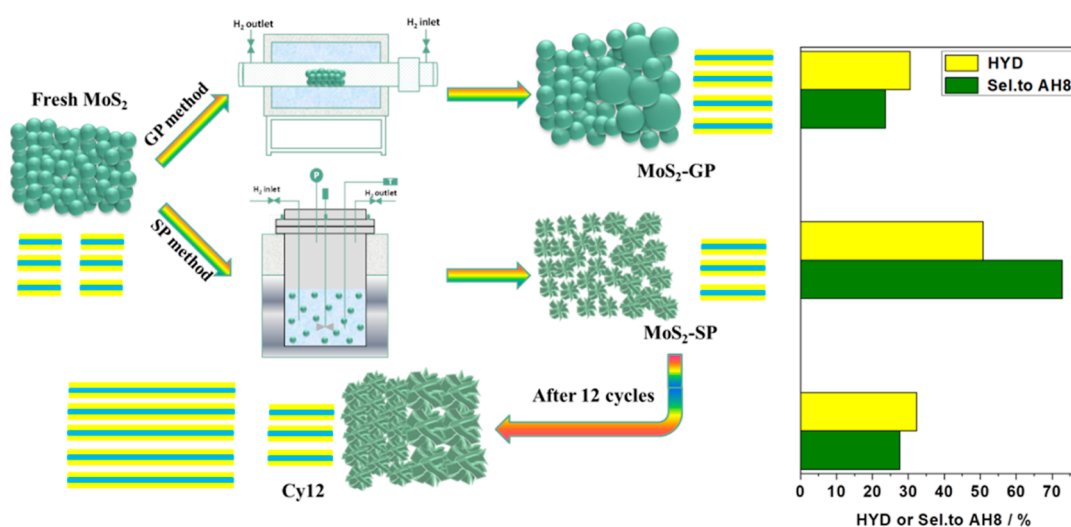 H₂ outlet
H₂ inlet
Fresh MoS₂
GP method
MoS₂-GP
HYD
Sel.to AH8
P
T
H₂ inlet
H₂ outlet
SP method
MoS₂-SP
After 12 cycles
Cy12
0 10 20 30 40 50 60 70
HYD or Sel.to AH8 / %